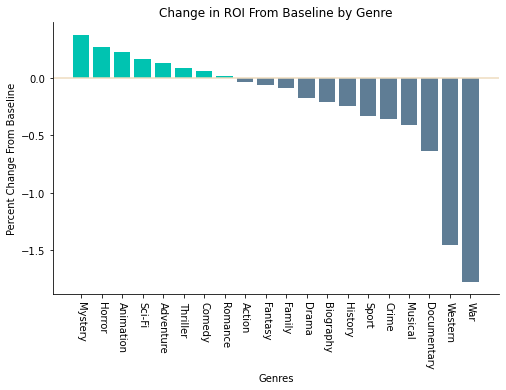 Change in ROI From Baseline by Genre
Percent Change From Baseline
0.0
−0.5
−1.0
−1.5
Mystery
Horror
Animation
Sci-Fi
Adventure
Thriller
Comedy
Romance
Action
Fantasy
Family
Drama
Biography
History
Sport
Crime
Musical
Documentary
Western
War
Genres